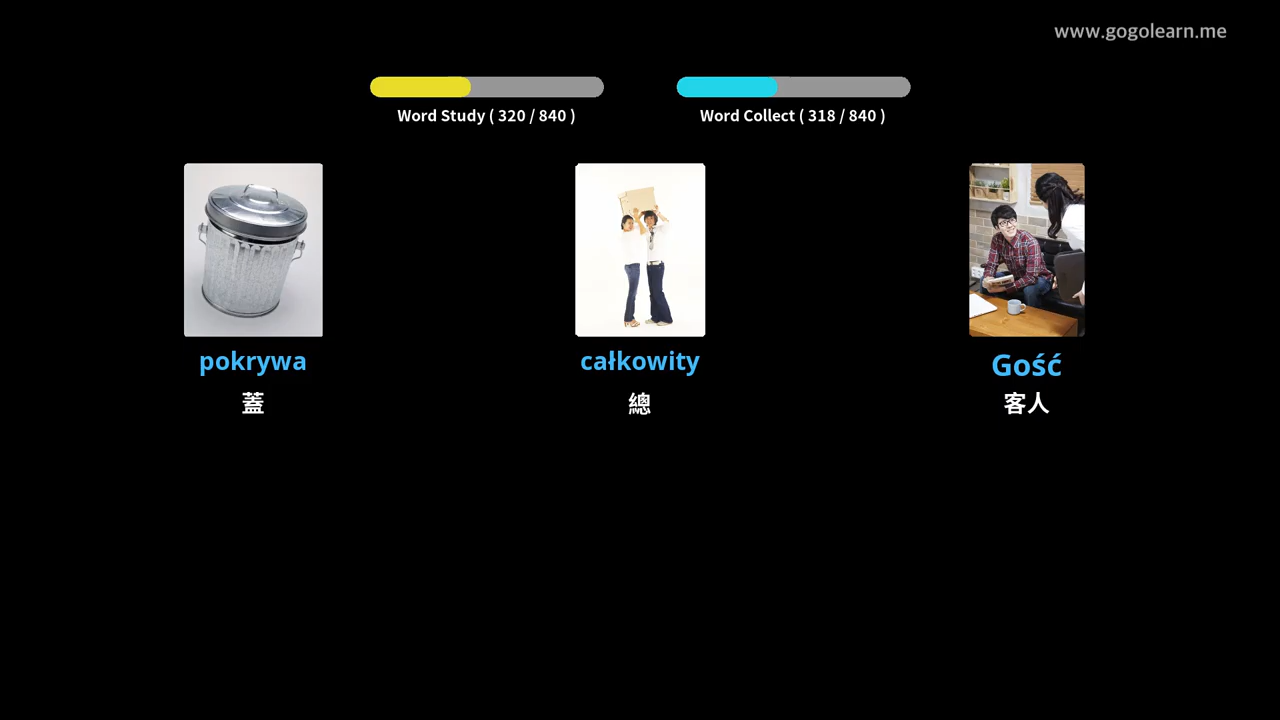 www.gogolearn.me
Word Study ( 320 / 840 )
Word Collect ( 318 / 840 )
pokrywa
całkowity
Gość
蓋
總
客人